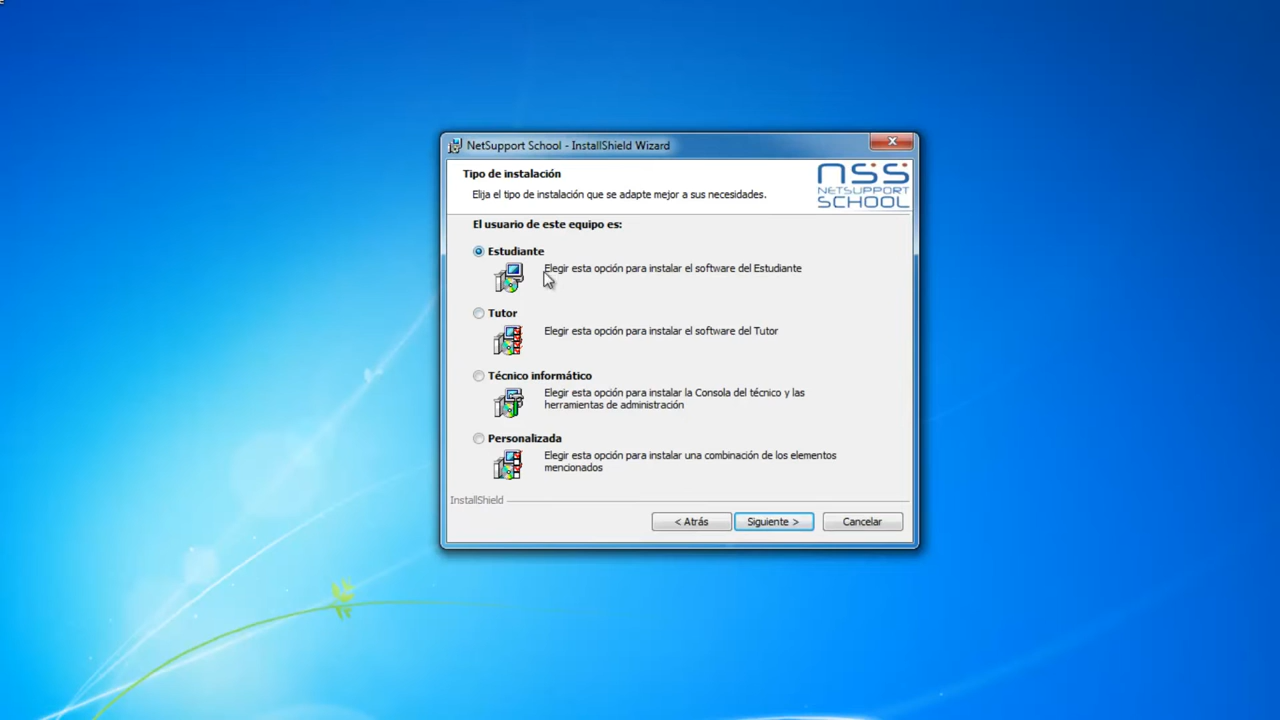 NetSupport School - InstallShield Wizard
Tipo de instalación
Elija el tipo de instalación que se adapte mejor a sus necesidades.
nss
NETSUPPORT
SCHOOL
El usuario de este equipo es:
Estudiante
Elegir esta opción para instalar el software del Estudiante
Tutor
Elegir esta opción para instalar el software del Tutor
Técnico informático
Elegir esta opción para instalar la Consola del técnico y las
herramientas de administración
Personalizada
Elegir esta opción para instalar una combinación de los elementos
mencionados
InstallShield
< Atrás
Siguiente >
Cancelar